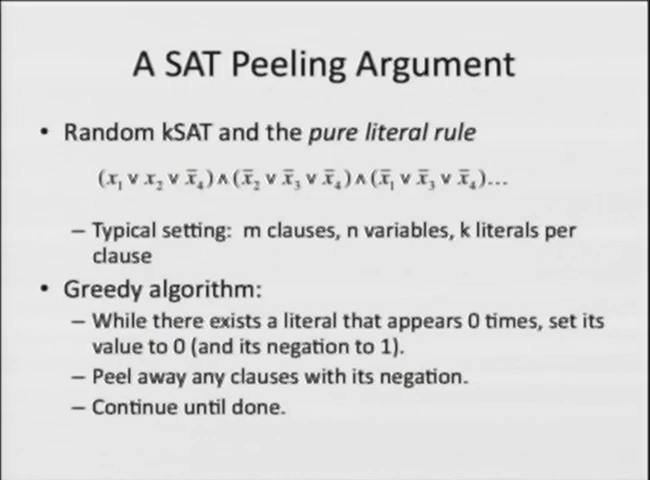 A SAT Peeling Argument
• Random kSAT and the pure literal rule
(x₁ ∨ x₂ ∨ x̄₄) ∧ (x̄₂ ∨ x̄₃ ∨ x̄₄) ∧ (x̄₁ ∨ x̄₃ ∨ x̄₄)...
– Typical setting: m clauses, n variables, k literals per
clause
• Greedy algorithm:
– While there exists a literal that appears 0 times, set its
value to 0 (and its negation to 1).
– Peel away any clauses with its negation.
– Continue until done.